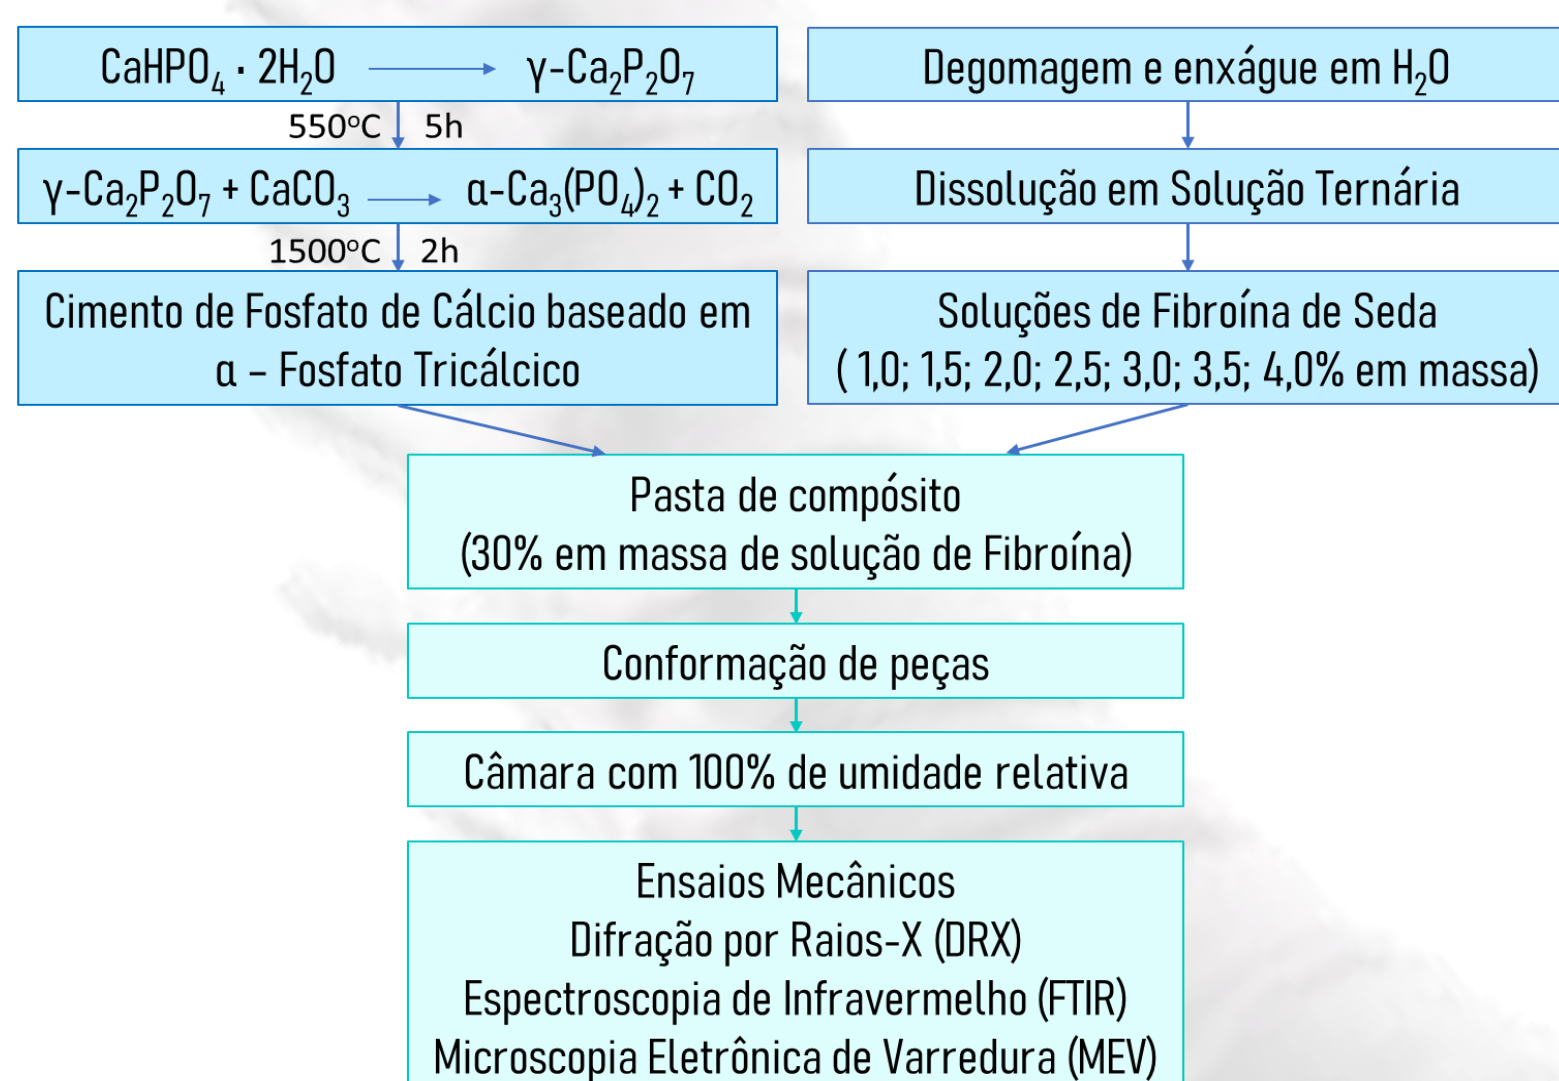 CaHPO₄ · 2H₂O → γ-Ca₂P₂O₇
550ºC 5h
γ-Ca₂P₂O₇ + CaCO₃ → α-Ca₃(PO₄)₂ + CO₂
1500ºC 2h
Cimento de Fosfato de Cálcio baseado em
α – Fosfato Tricálcico
Degomagem e enxágue em H₂O
Dissolução em Solução Ternária
Soluções de Fibroína de Seda
( 1,0; 1,5; 2,0; 2,5; 3,0; 3,5; 4,0% em massa)
Pasta de compósito
(30% em massa de solução de Fibroína)
Conformação de peças
Câmara com 100% de umidade relativa
Ensaios Mecânicos
Difração por Raios-X (DRX)
Espectroscopia de Infravermelho (FTIR)
Microscopia Eletrônica de Varredura (MEV)